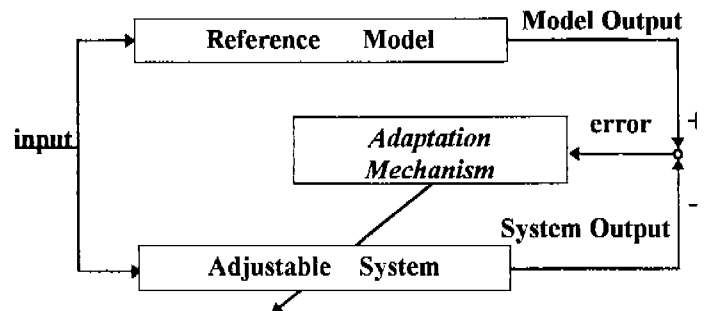 Model Output
Reference Model
input
Adaptation
Mechanism
error
+
-
System Output
Adjustable System